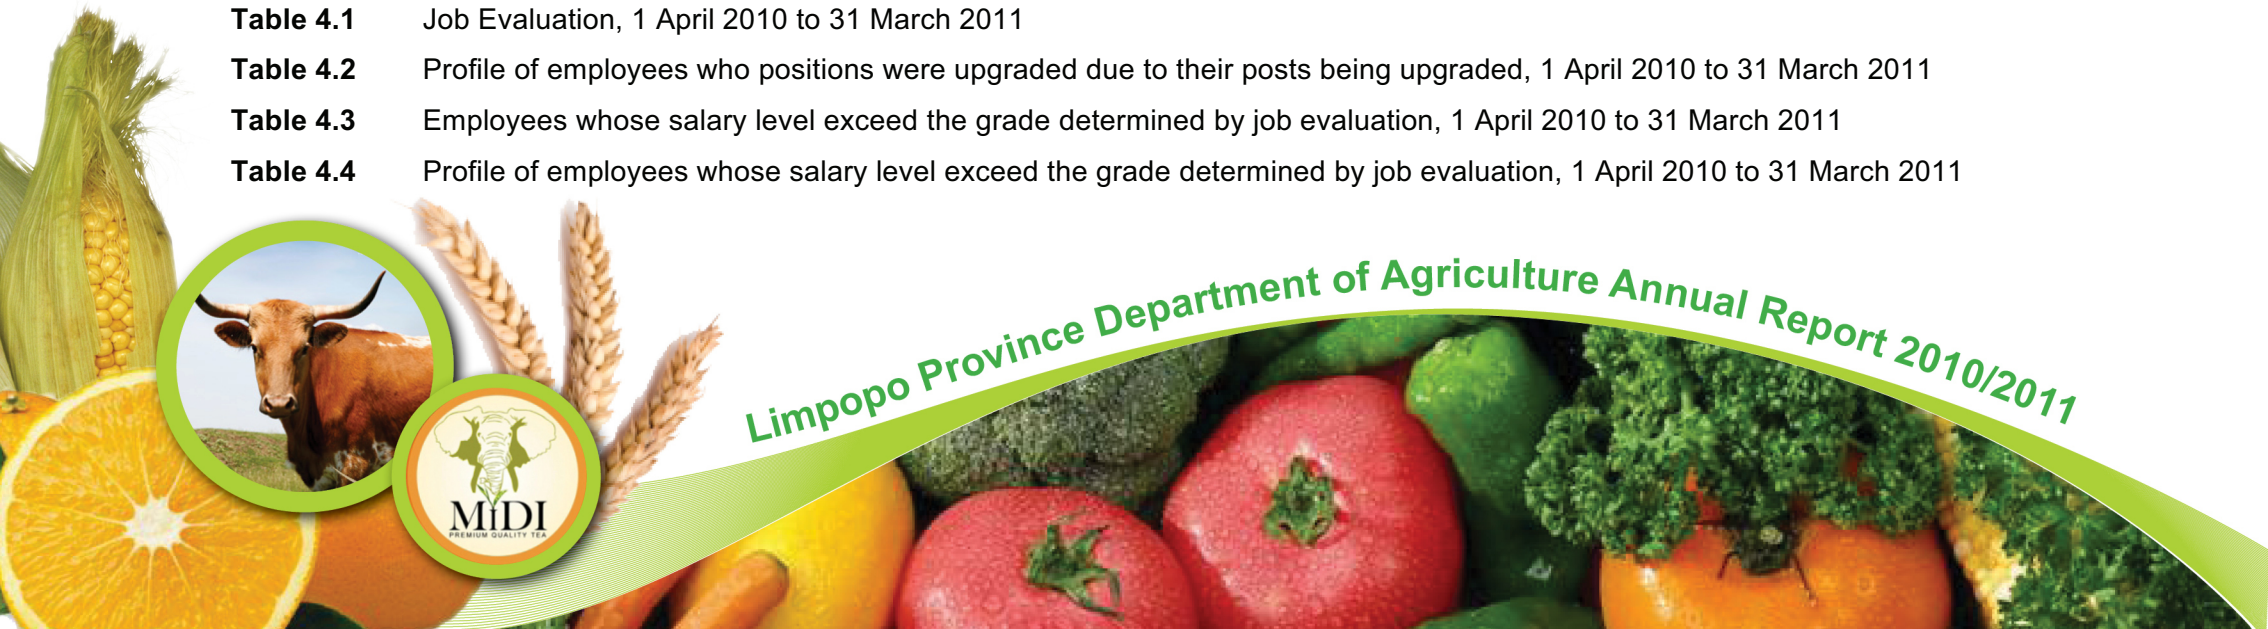 Table 4.1 Job Evaluation, 1 April 2010 to 31 March 2011
Table 4.2 Profile of employees who positions were upgraded due to their posts being upgraded, 1 April 2010 to 31 March 2011
Table 4.3 Employees whose salary level exceed the grade determined by job evaluation, 1 April 2010 to 31 March 2011
Table 4.4 Profile of employees whose salary level exceed the grade determined by job evaluation, 1 April 2010 to 31 March 2011
Limpopo Province Department of Agriculture Annual Report 2010/2011
MiDI
PREMIUM QUALITY TEA